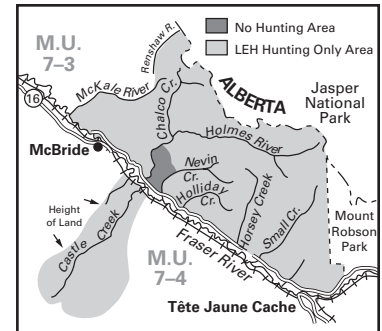 No Hunting Area
LEH Hunting Only Area
M.U.
7–3
Renshaw R.
McKale River
Chalco Cr.
ALBERTA
Jasper
National
Park
16
McBride
Holmes River
Nevin
Cr.
Holliday
Cr.
Horsey Creek
Small Cr.
Height
of Land
Castle Creek
Mount
Robson
Park
M.U.
7–4
Fraser River
Tête Jaune Cache